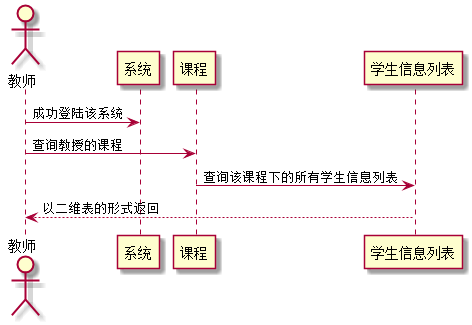 教师
系统
课程
学生信息列表
成功登陆该系统
查询教授的课程
查询该课程下的所有学生信息列表
以二维表的形式返回
教师
系统
课程
学生信息列表